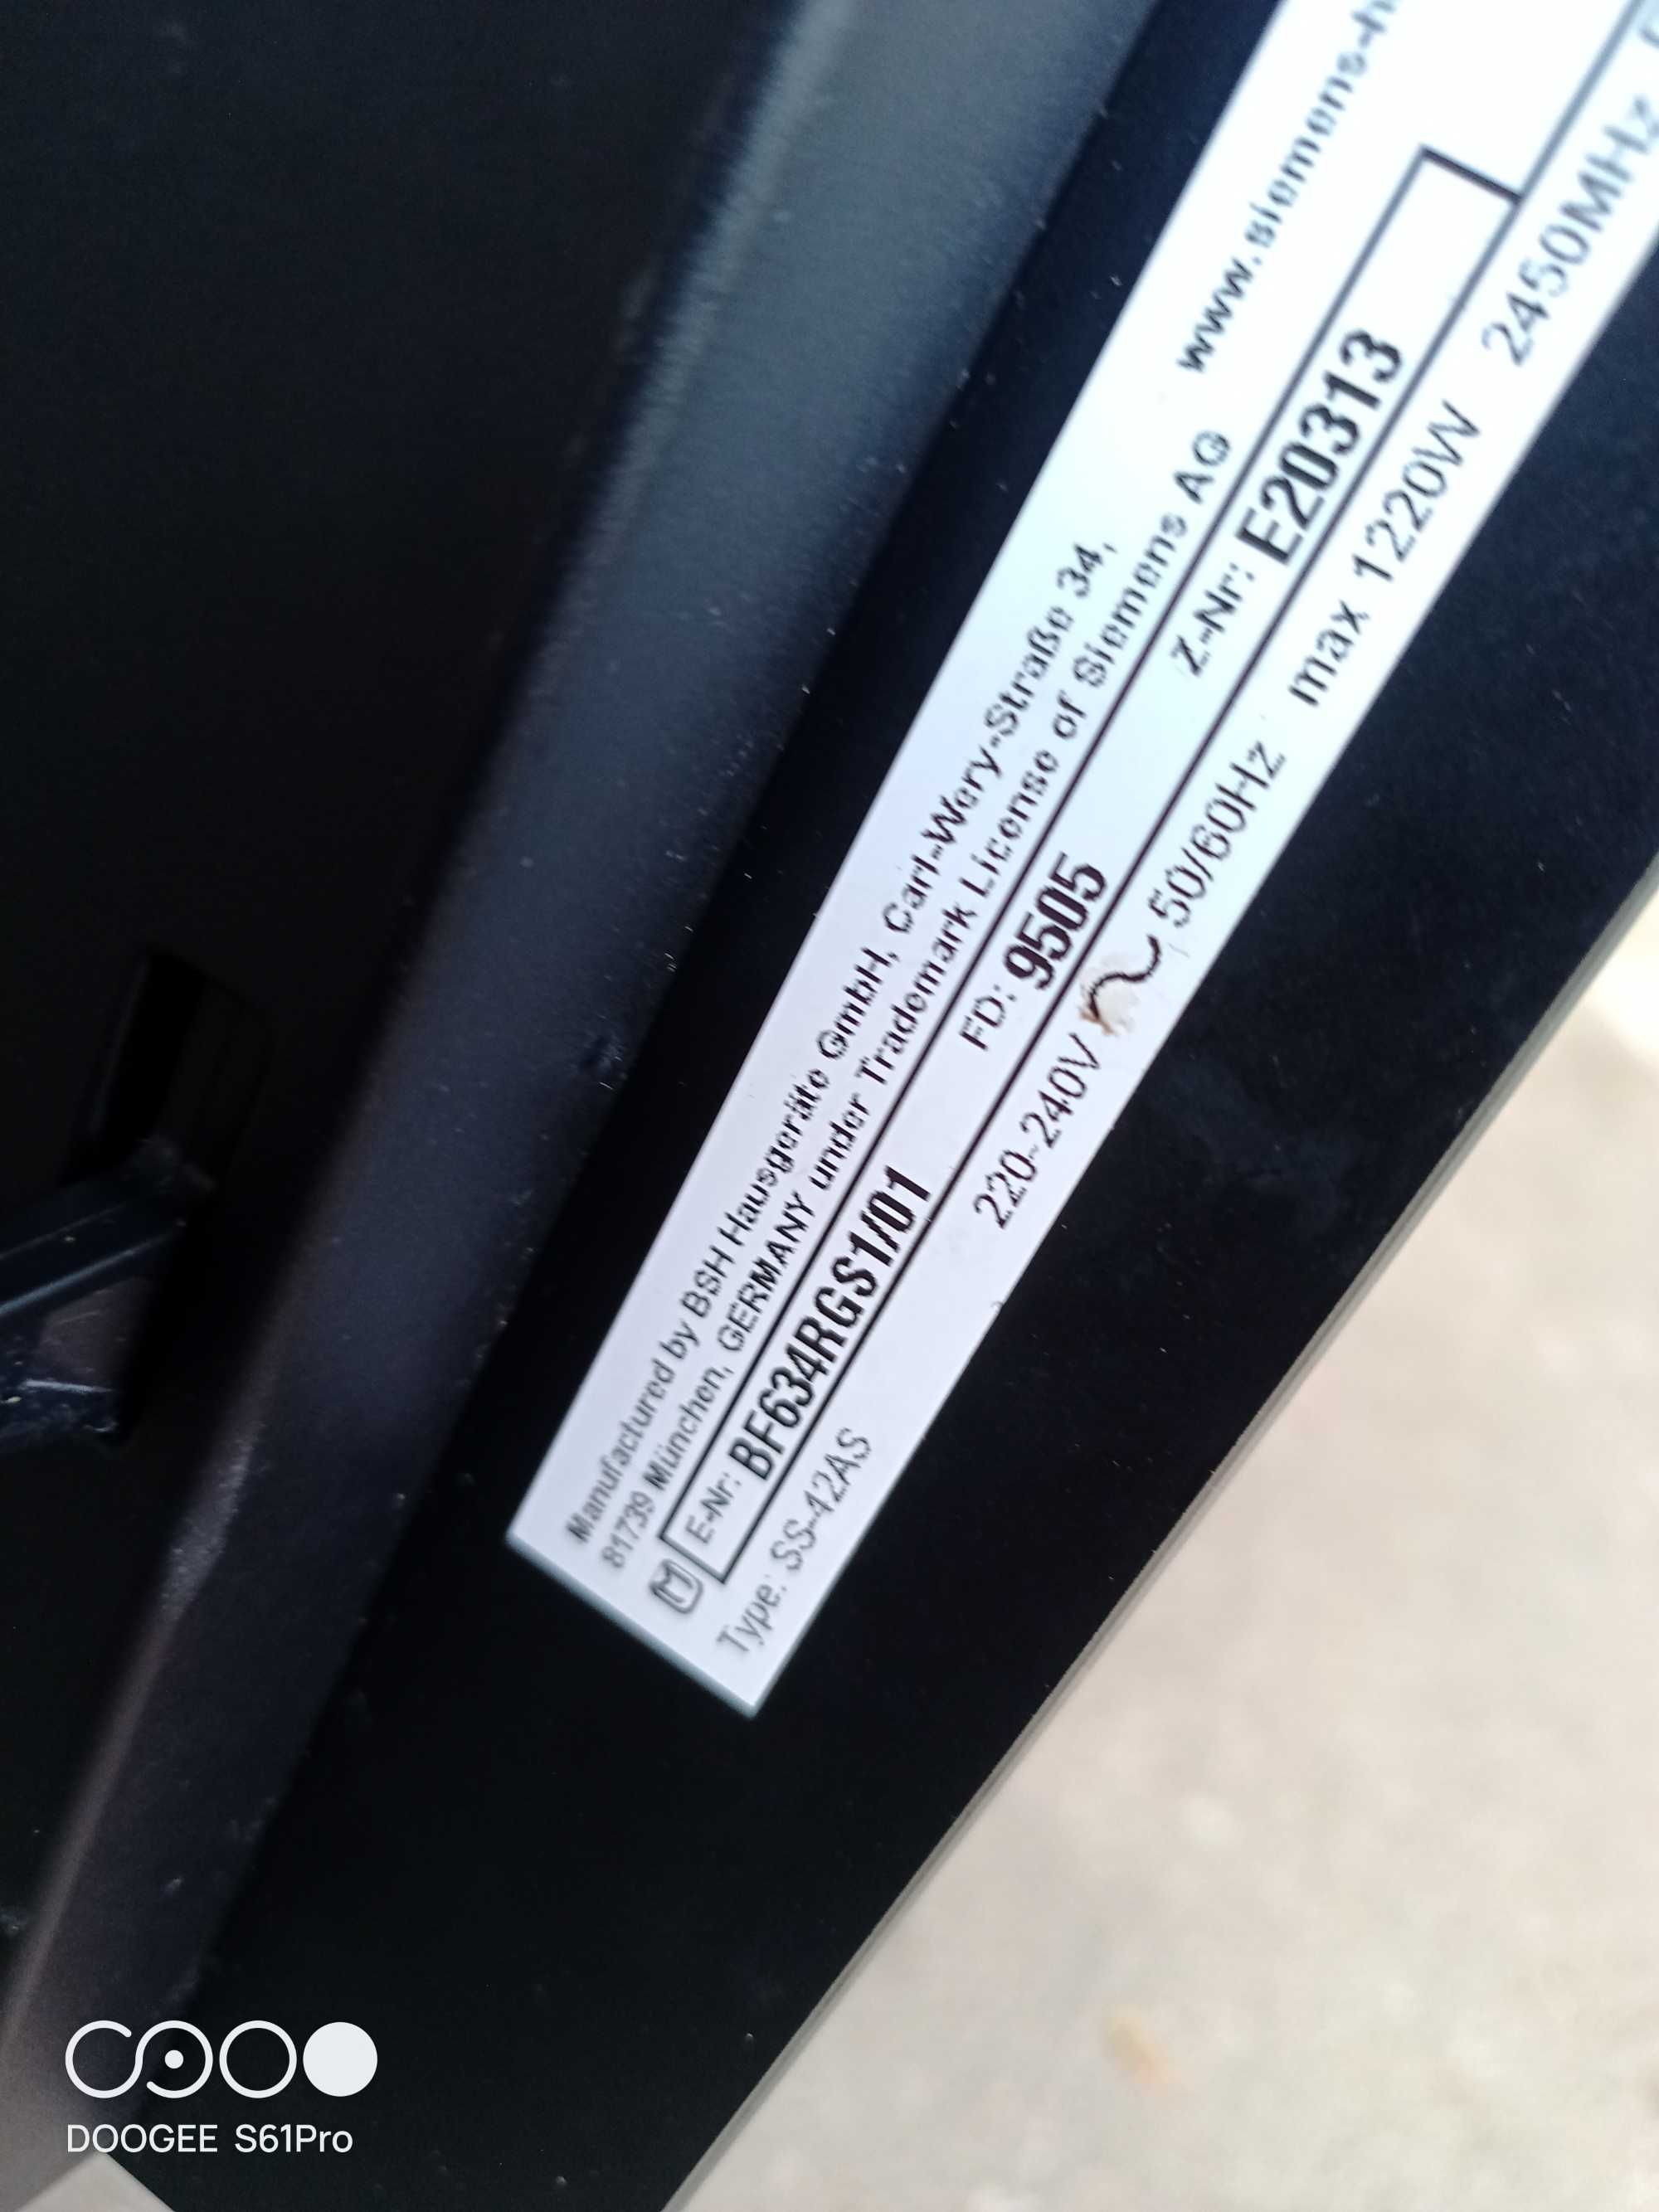 Manufactured by BSH Hausgeräte GmbH, Carl-Wery-Straße 34,
81739 München, GERMANY under Trademark License of Siemens AG www.siemens-h
E-Nr: BF634RGS1/01 FD: 9505 Z-Nr: E20313
Type: SS-42AS 220-240V ~ 50/60Hz max 1220W 2450MHz
DOOGEE S61Pro